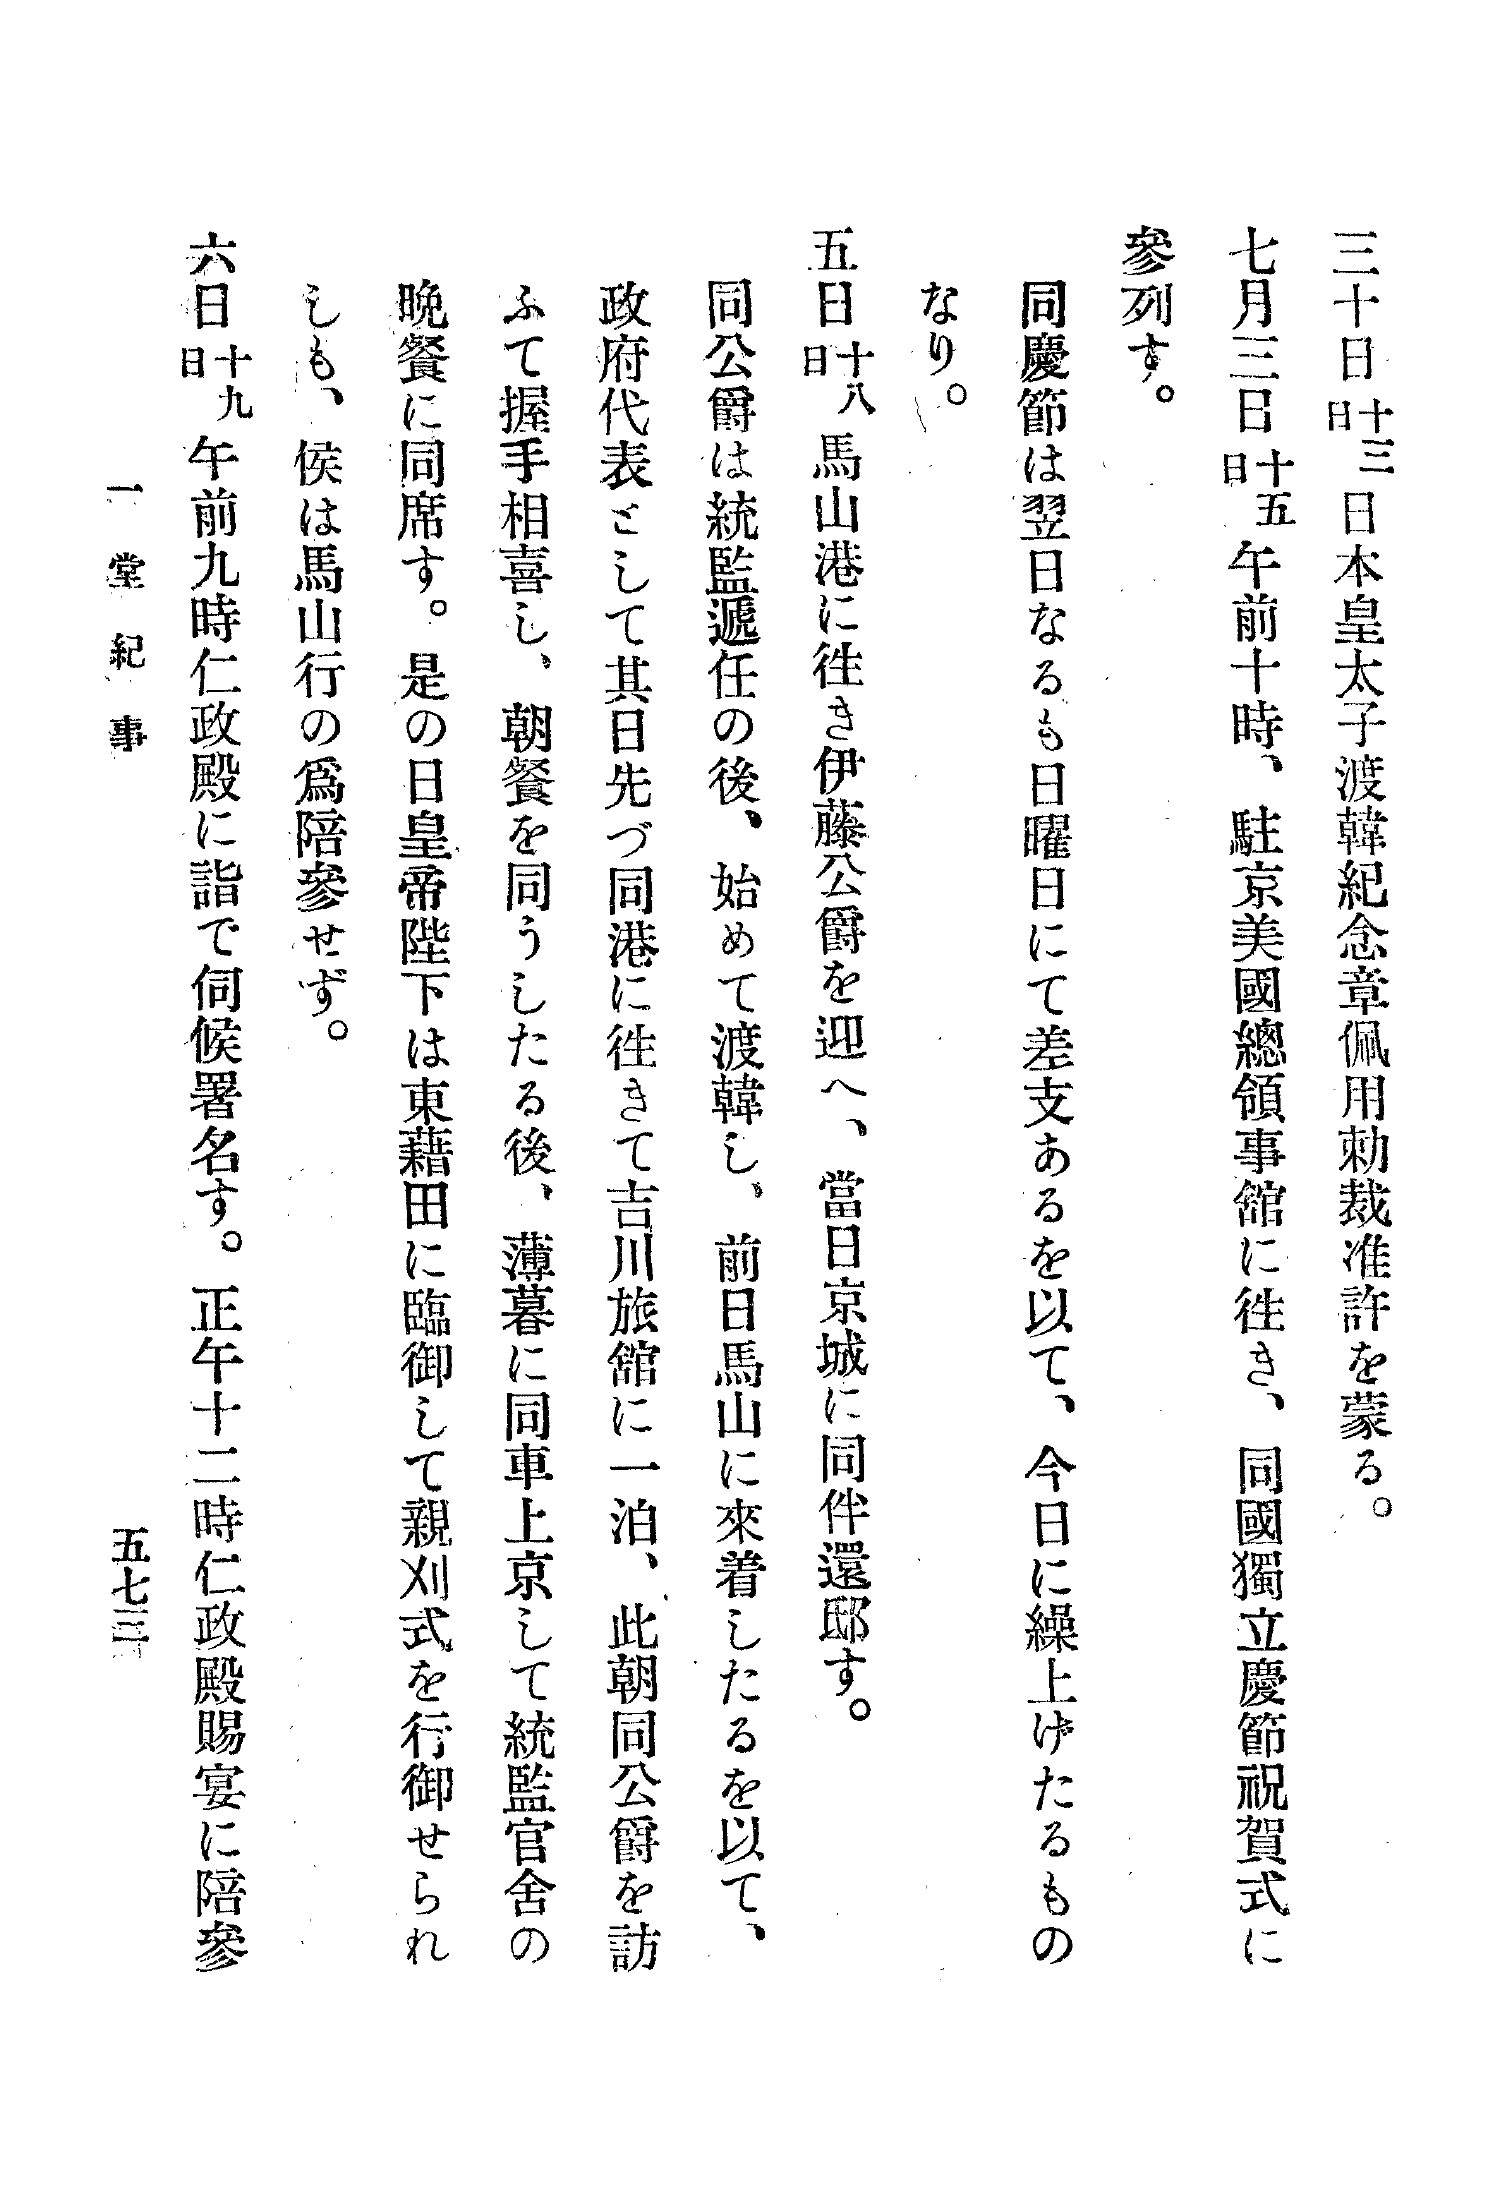 三十日十三日日本皇太子渡韓紀念章佩用勅裁准許を蒙る。
七月三日十五日午前十時、駐京美國總領事舘に徃き、同國獨立慶節祝賀式に
參列す。
同慶節は翌日なるも日曜日にて差支あるを以て、今日に繰上げたるもの
なり。
五日十八日馬山港に徃き伊藤公爵を迎へ、當日京城に同伴還邸す。
同公爵は統監遞任の後、始めて渡韓し、前日馬山に來着したるを以て、
政府代表として其日先づ同港に徃きて吉川旅舘に一泊、此朝同公爵を訪
ふて握手相喜し、朝餐を同うしたる後、薄暮に同車上京して統監官舍の
晩餐に同席す。是の日皇帝陛下は東藉田に臨御して親刈式を行御せられ
しも、侯は馬山行の爲陪參せず。
六日十九日午前九時仁政殿に詣で伺候署名す。正午十二時仁政殿賜宴に陪參
一堂紀事
五七三